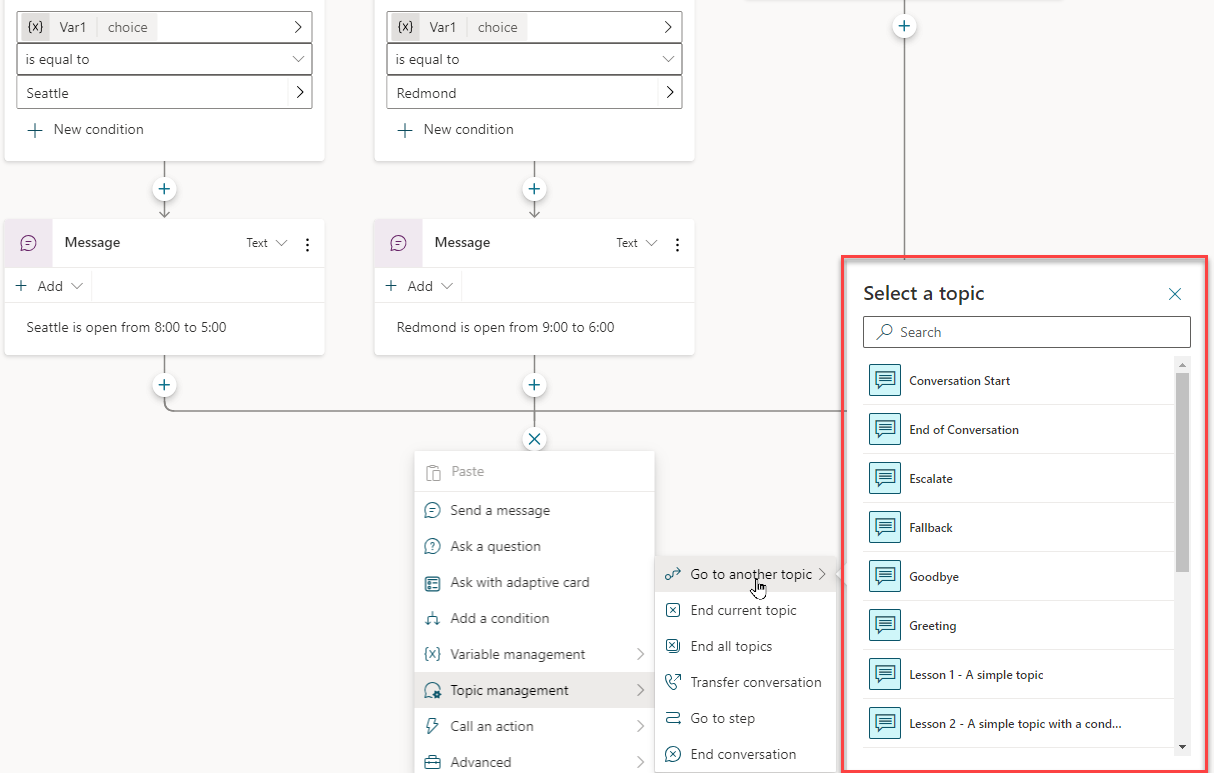 {x} Var1 choice
is equal to
Seattle
New condition
{x} Var1 choice
is equal to
Redmond
New condition
Message Text
Add
Seattle is open from 8:00 to 5:00
Message Text
Add
Redmond is open from 9:00 to 6:00
Paste
Send a message
Ask a question
Ask with adaptive card
Add a condition
{x} Variable management
Topic management
Call an action
Advanced
Go to another topic
End current topic
End all topics
Transfer conversation
Go to step
End conversation
Select a topic
Search
Conversation Start
End of Conversation
Escalate
Fallback
Goodbye
Greeting
Lesson 1 - A simple topic
Lesson 2 - A simple topic with a cond...